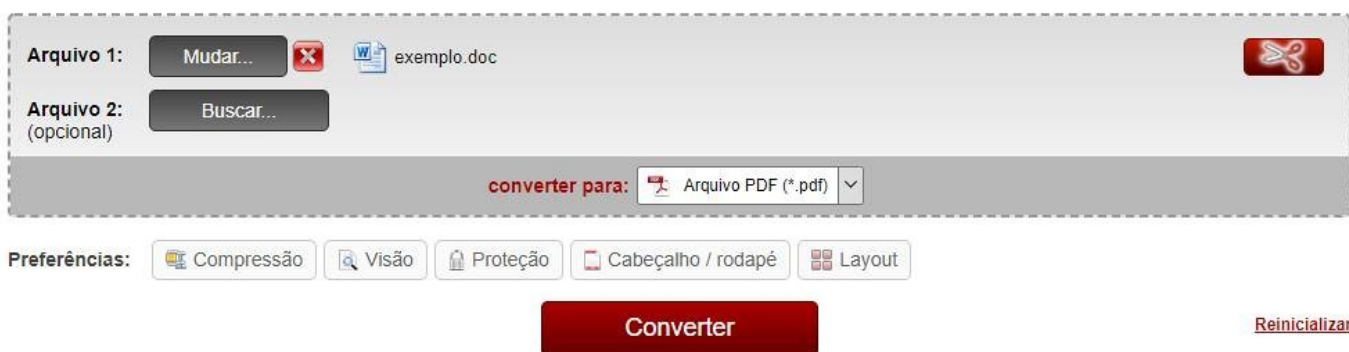 Arquivo 1: Mudar... exemplo.doc
Arquivo 2: Buscar...
(opcional)
converter para: Arquivo PDF (*.pdf)
Preferências: Compressão Visão Proteção Cabeçalho / rodapé Layout
Converter Reinicializar